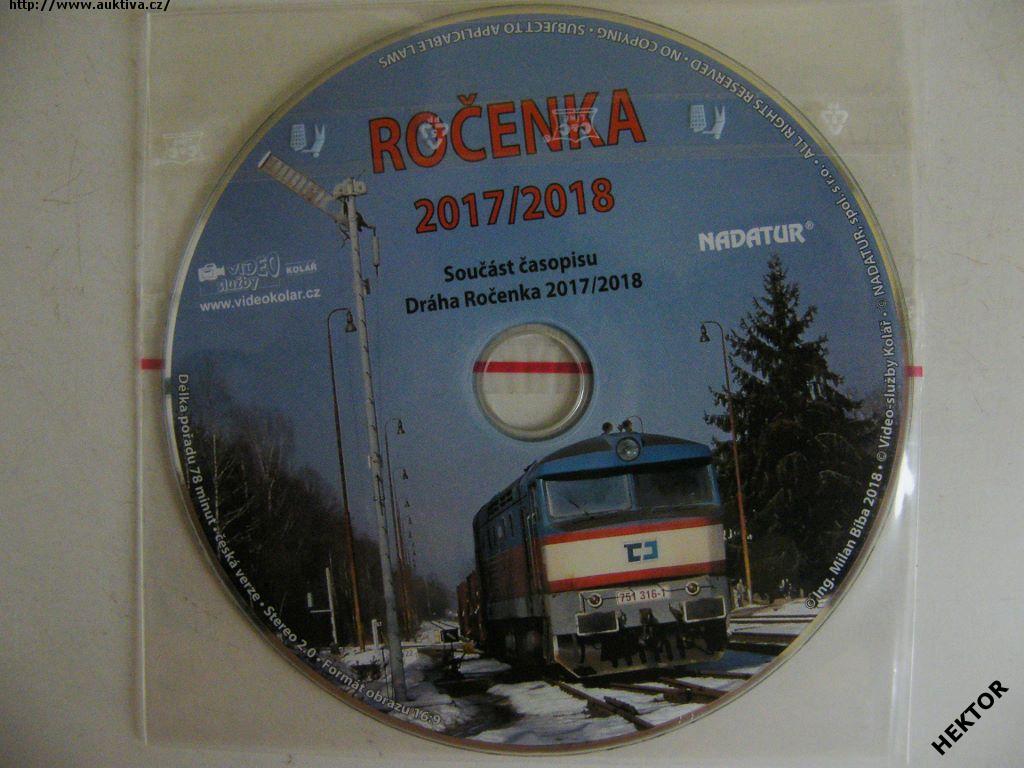 http://www.auktiva.cz/
ALL RIGHTS RESERVED • NO COPYING • SUBJECT TO APPLICABLE LAWS
ROČENKA
2017/2018
NADATUR®
Součást časopisu
Dráha Ročenka 2017/2018
VIDEO
služby
KOLÁŘ
www.videokolar.cz
Délka pořadu 78 minut • česká verze • Stereo 2.0 • Formát obrazu 16:9
©Ing. Milan Biba 2018 • © Video-služby Kolář • © NADATUR, spol. s r.o. •
751 316-1
HEKTOR